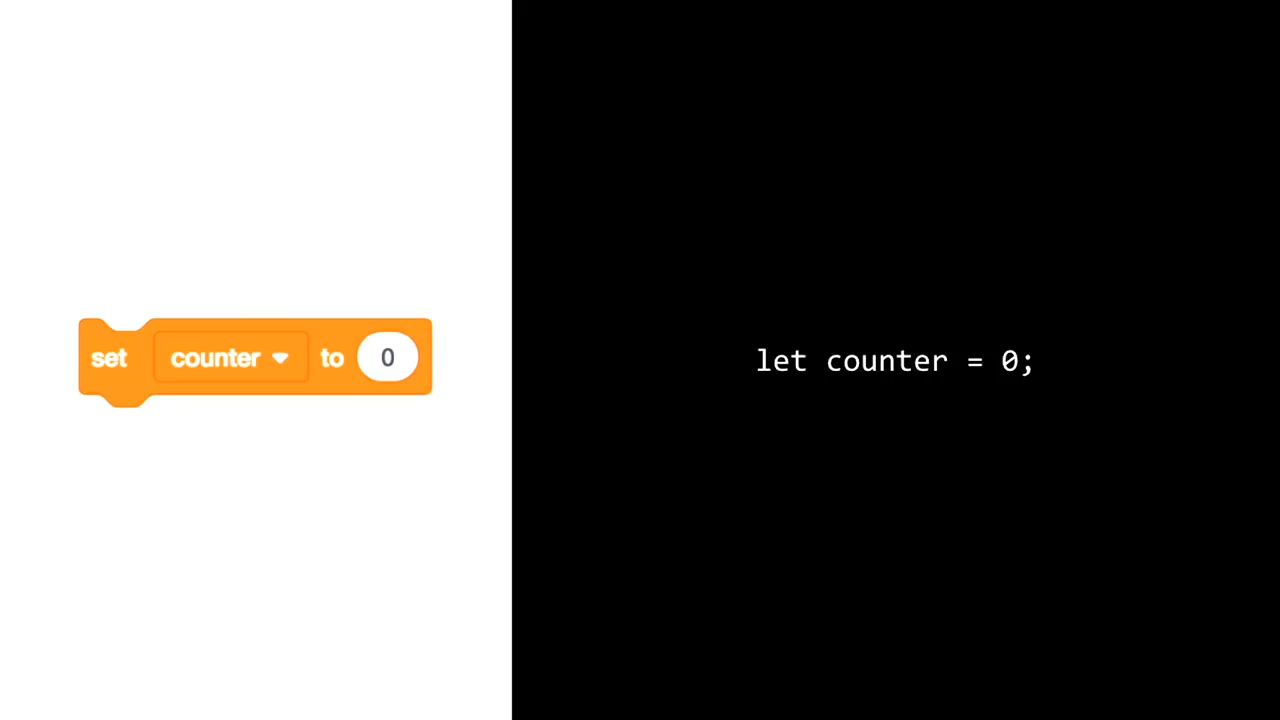 set counter to 0
let counter = 0;